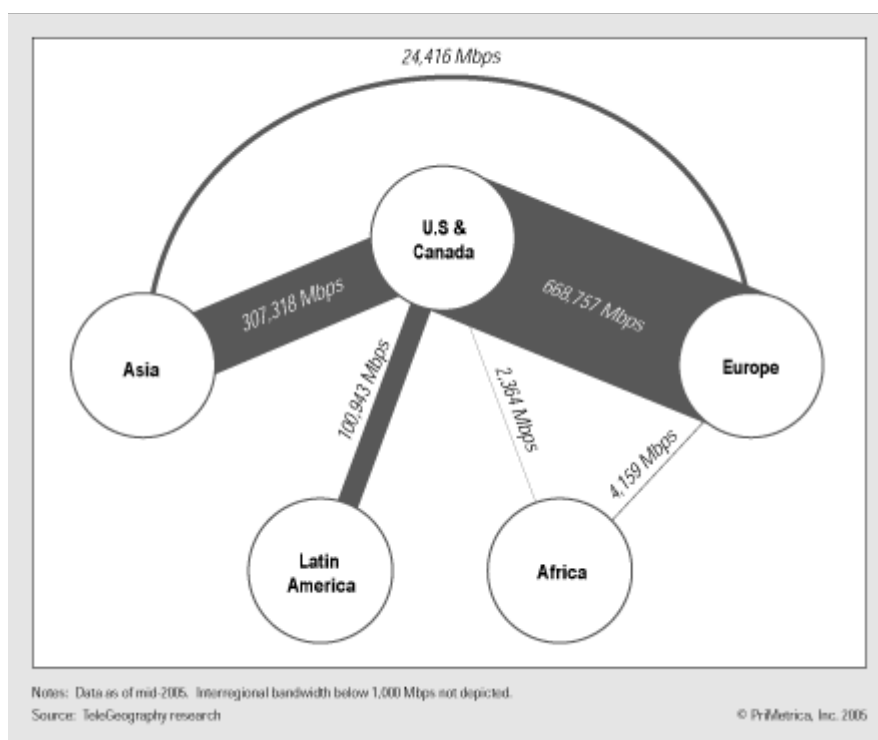 24,416 Mbps
U.S &
Canada
307,318 Mbps
668,757 Mbps
Asia
Europe
100,943 Mbps
2,364 Mbps
4,159 Mbps
Latin
America
Africa
Notes: Data as of mid-2005. Interregional bandwidth below 1,000 Mbps not depicted.
Source: TeleGeography research
© PriMetrica, Inc. 2005